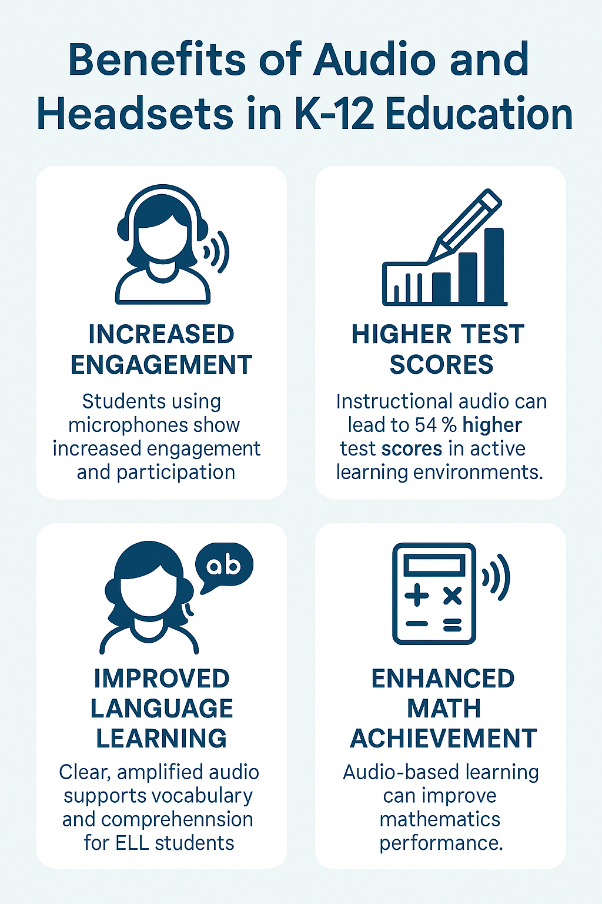 Benefits of Audio and
Headsets in K-12 Education
INCREASED
ENGAGEMENT
Students using
microphones show
increased engagement
and participation
HIGHER TEST
SCORES
Instructional audio can
lead to 54 % higher
test scores in active
learning environments.
ab
IMPROVED
LANGUAGE
LEARNING
Clear, amplified audio
supports vocabulary
and comprehennsion
for ELL students
ENHANCED
MATH
ACHIEVEMENT
Audio-based learning
can improve
mathematics
performance.